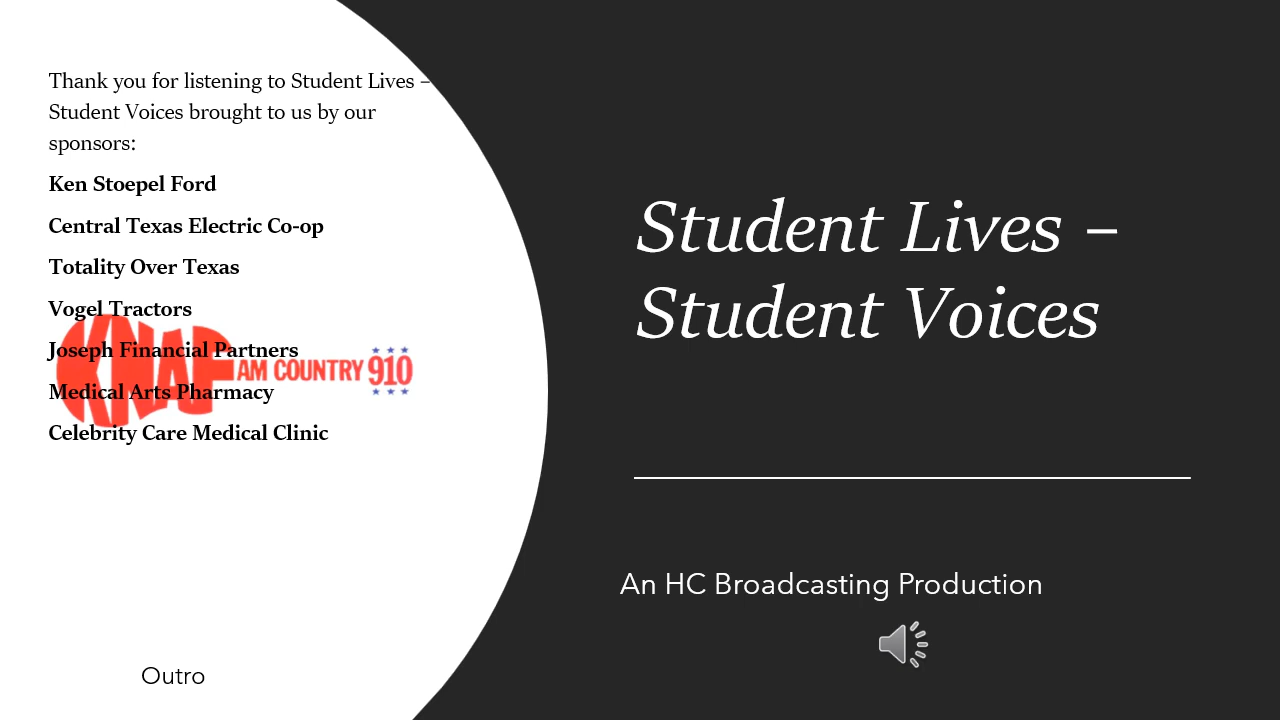 Thank you for listening to Student Lives –
Student Voices brought to us by our
sponsors:
Ken Stoepel Ford
Central Texas Electric Co-op
Totality Over Texas
Vogel Tractors
Joseph Financial Partners
Medical Arts Pharmacy
Celebrity Care Medical Clinic
KNAF AM COUNTRY 910
Outro
Student Lives –
Student Voices
An HC Broadcasting Production